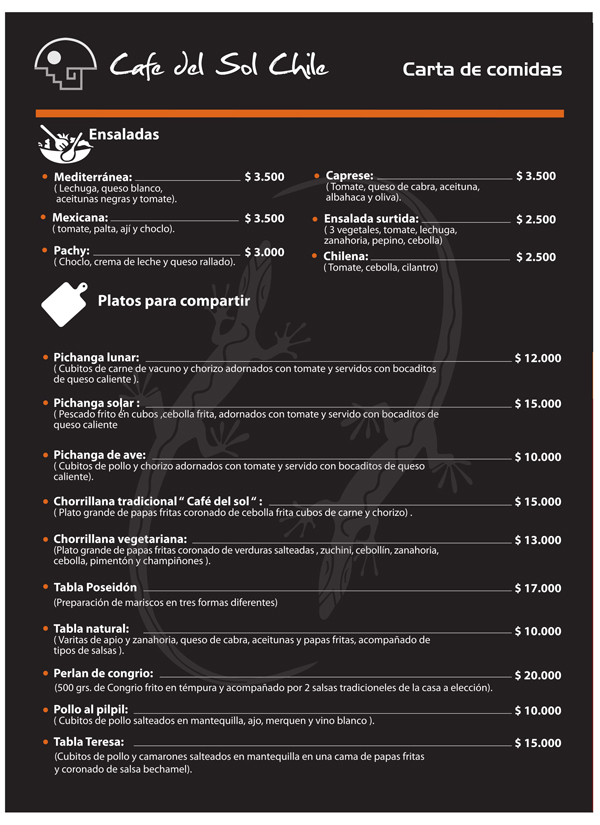 Cafe del Sol Chile
Carta de comidas
Ensaladas
Mediterránea: $ 3.500
( Lechuga, queso blanco,
aceitunas negras y tomate).
Mexicana: $ 3.500
( tomate, palta, ají y choclo).
Pachy: $ 3.000
( Choclo, crema de leche y queso rallado).
Caprese: $ 3.500
( Tomate, queso de cabra, aceituna,
albahaca y oliva).
Ensalada surtida: $ 2.500
( 3 vegetales, tomate, lechuga,
zanahoria, pepino, cebolla)
Chilena: $ 2.500
( Tomate, cebolla, cilantro)
Platos para compartir
Pichanga lunar: $ 12.000
( Cubitos de carne de vacuno y chorizo adornados con tomate y servidos con bocaditos
de queso caliente ).
Pichanga solar : $ 15.000
( Pescado frito en cubos ,cebolla frita, adornados con tomate y servido con bocaditos de
queso caliente
Pichanga de ave: $ 10.000
( Cubitos de pollo y chorizo adornados con tomate y servido con bocaditos de queso
caliente).
Chorrillana tradicional “ Café del sol “ : $ 15.000
( Plato grande de papas fritas coronado de cebolla frita cubos de carne y chorizo) .
Chorrillana vegetariana: $ 13.000
(Plato grande de papas fritas coronado de verduras salteadas , zuchini, cebollín, zanahoria,
cebolla, pimentón y champiñones ).
Tabla Poseidón $ 17.000
(Preparación de mariscos en tres formas diferentes)
Tabla natural: $ 10.000
( Varitas de apio y zanahoria, queso de cabra, aceitunas y papas fritas, acompañado de
tipos de salsas ).
Perlan de congrio: $ 20.000
(500 grs. de Congrio frito en témpura y acompañado por 2 salsas tradicioneles de la casa a elección).
Pollo al pilpil: $ 10.000
( Cubitos de pollo salteados en mantequilla, ajo, merquen y vino blanco ).
Tabla Teresa: $ 15.000
(Cubitos de pollo y camarones salteados en mantequilla en una cama de papas fritas
y coronado de salsa bechamel).